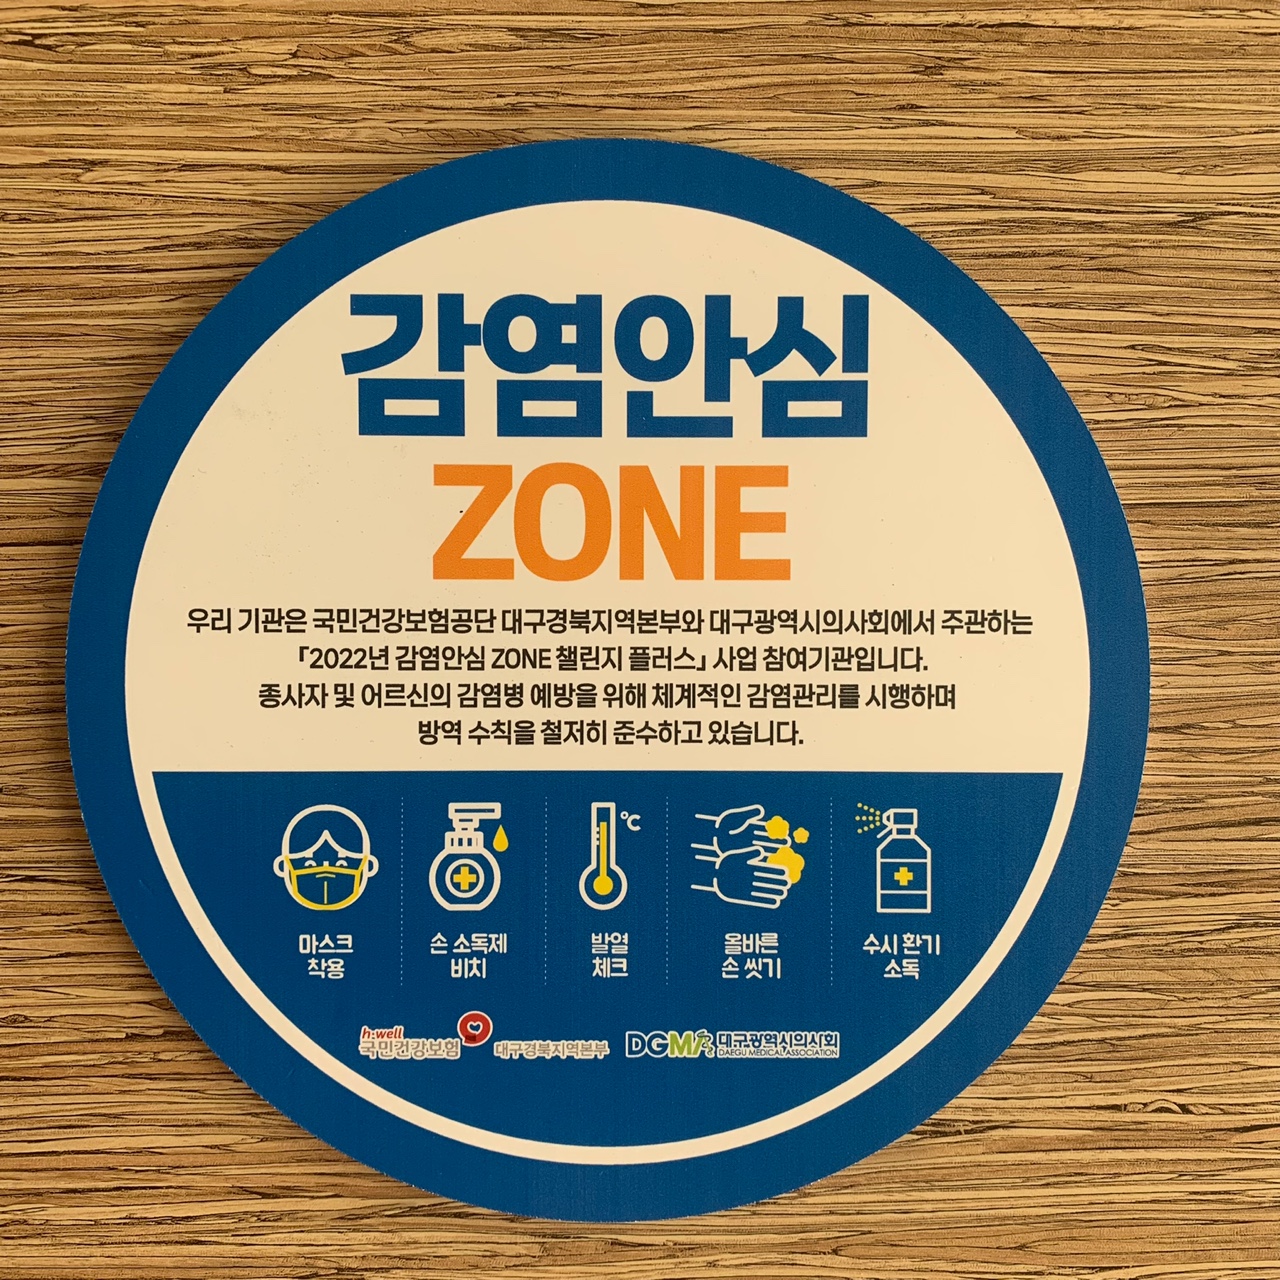 감염안심
ZONE
우리 기관은 국민건강보험공단 대구경북지역본부와 대구광역시의사회에서 주관하는
「2022년 감염안심 ZONE 챌린지 플러스」 사업 참여기관입니다.
종사자 및 어르신의 감염병 예방을 위해 체계적인 감염관리를 시행하며
방역 수칙을 철저히 준수하고 있습니다.
℃
마스크
착용
손 소독제
비치
발열
체크
올바른
손 씻기
수시 환기
소독
h·well
국민건강보험
대구경북지역본부
DGMA 대구광역시의사회
DAEGU MEDICAL ASSOCIATION